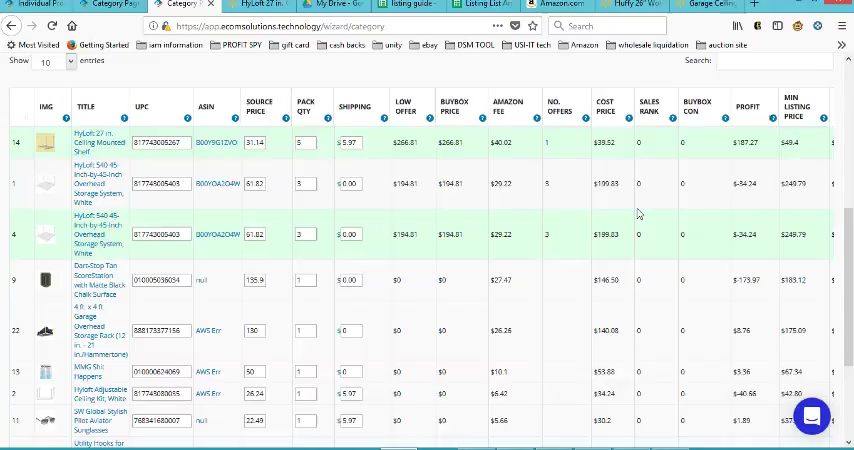 Individual Pro
Category Page
Category P
HyLoft 27 in. C
My Drive - Goo
listing guide -
Listing List An
Amazon.com
Huffy 26" Wo
Garage Ceiling
https://app.ecomsolutions.technology/wizard/category
Search
Most Visited Getting Started iam information PROFIT SPY gift card cash backs unity ebay DSM TOOL USI-IT tech Amazon wholesale liquidation auction site
Show 10 entries
Search:
IMG TITLE UPC ASIN SOURCE PRICE PACK QTY SHIPPING LOW OFFER BUYBOX PRICE AMAZON FEE NO. OFFERS COST PRICE SALES RANK BUYBOX CON PROFIT MIN LISTING PRICE
14 HyLoft 27 in. Ceiling Mounted Shelf 817743005267 B00Y9G1ZVO 31.14 5 $ 5.97 $266.81 $266.81 $40.02 1 $39.52 0 0 $187.27 $49.4
1 HyLoft 540 45-Inch-by-45-Inch Overhead Storage System, White 817743005403 B00YOA2O4W 61.82 3 $ 0.00 $194.81 $194.81 $29.22 3 $199.83 0 0 $-34.24 $249.79
4 HyLoft 540 45-Inch-by-45-Inch Overhead Storage System, White 817743005403 B00YOA2O4W 61.82 3 $ 0.00 $194.81 $194.81 $29.22 3 $199.83 0 0 $-34.24 $249.79
9 Dart-Stop Tan ScoreStation with Matte Black Chalk Surface 010005036034 null 135.9 1 $ 0.00 $0 $0 $27.47 $146.50 0 0 $-173.97 $183.12
22 4 ft. x 4 ft. Garage Overhead Storage Rack (12 in. - 21 in./Hammertone) 888173377156 AWS Err 130 1 $ 0 $0 $0 $26.26 $140.08 0 0 $8.76 $175.09
13 MMG Shit Happens 010000624069 AWS Err 50 1 $ 0 $0 $0 $10.1 $53.88 0 0 $3.36 $67.34
2 Hyloft Adjustable Ceiling Kit, White 817743080035 AWS Err 26.24 1 $ 5.97 $0 $0 $6.42 $34.24 0 0 $-40.66 $42.80
11 SW Global Stylish Pilot Aviator Sunglasses 768341680007 null 22.49 1 $ 5.97 $0 $0 $5.66 $30.2 0 0 $1.89
Utility Hooks for